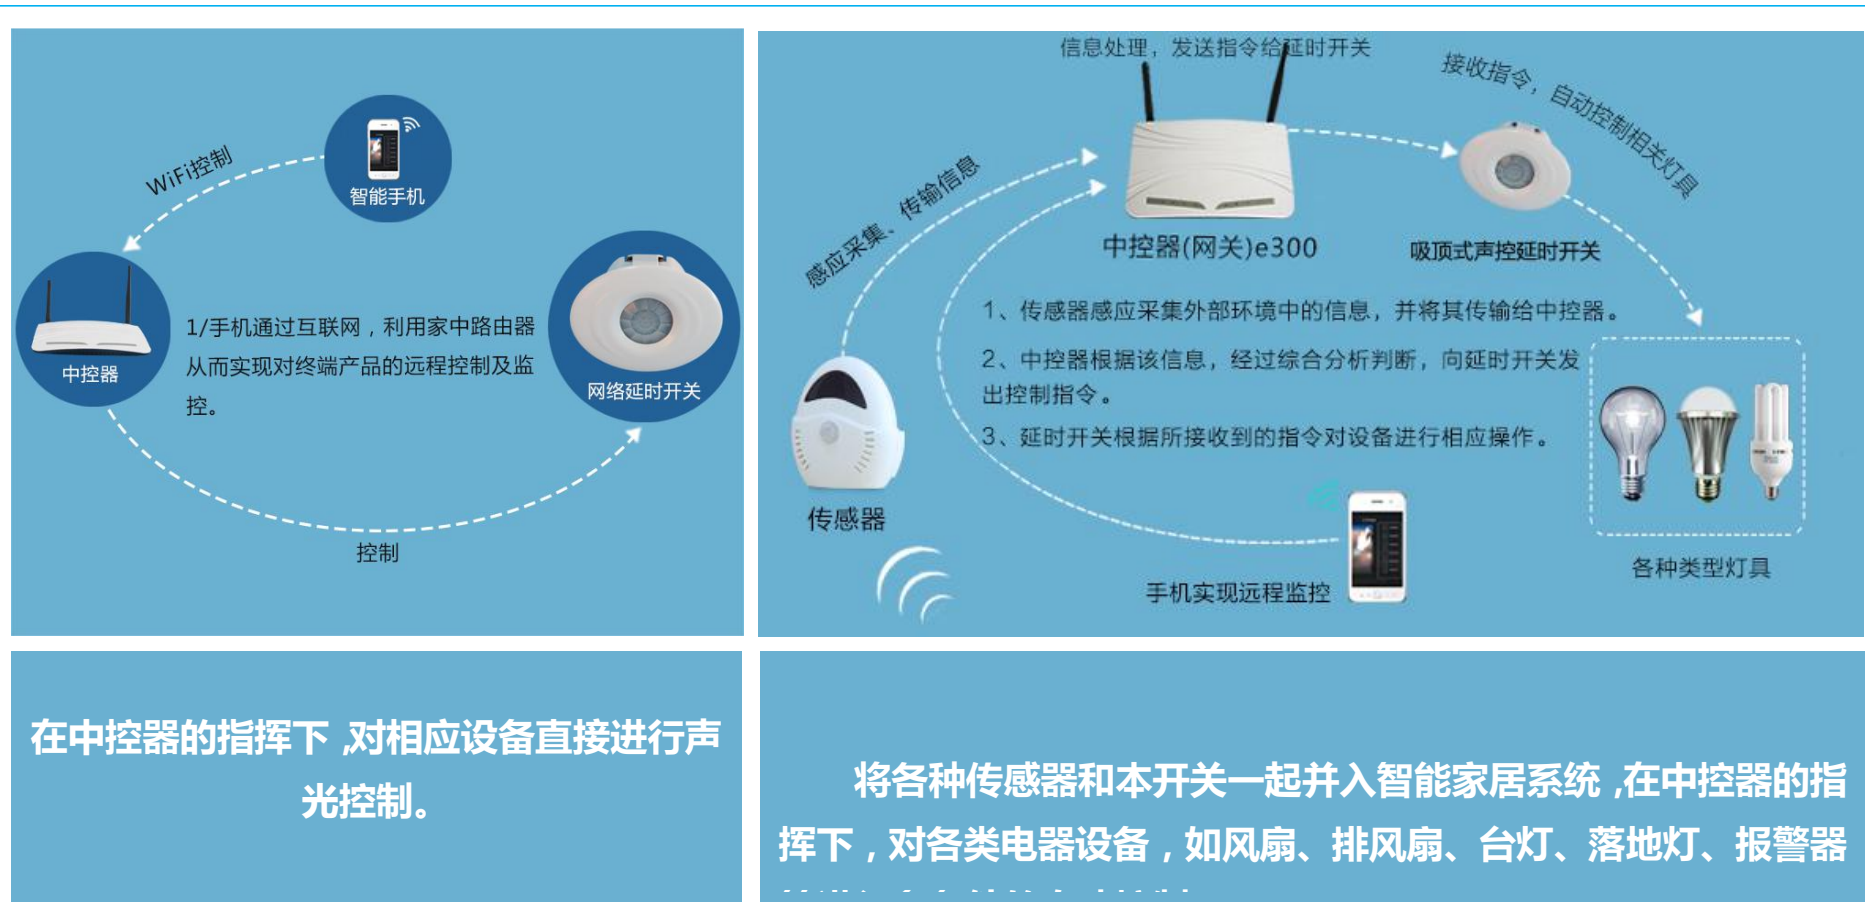 WiFi控制
智能手机
中控器
1/手机通过互联网，利用家中路由器
从而实现对终端产品的远程控制及监
控。
网络延时开关
控制
信息处理，发送指令给延时开关
接收指令，自动控制相关灯具
感应采集、传输信息
中控器(网关)e300
吸顶式声控延时开关
1、传感器感应采集外部环境中的信息，并将其传输给中控器。
2、中控器根据该信息，经过综合分析判断，向延时开关发
出控制指令。
3、延时开关根据所接收到的指令对设备进行相应操作。
传感器
手机实现远程监控
各种类型灯具
在中控器的指挥下,对相应设备直接进行声
光控制。
将各种传感器和本开关一起并入智能家居系统,在中控器的指
挥下，对各类电器设备，如风扇、排风扇、台灯、落地灯、报警器